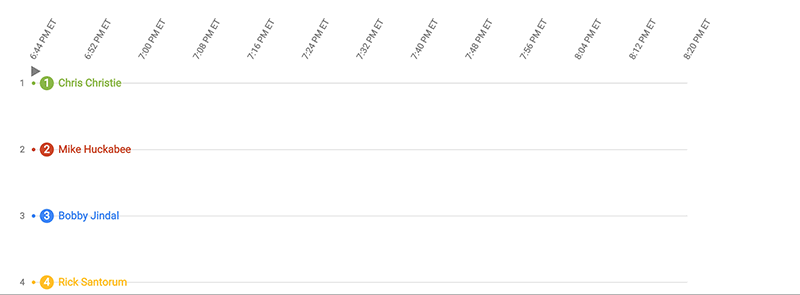 6:44 PM ET
6:52 PM ET
7:00 PM ET
7:08 PM ET
7:16 PM ET
7:24 PM ET
7:32 PM ET
7:40 PM ET
7:48 PM ET
7:56 PM ET
8:04 PM ET
8:12 PM ET
8:20 PM ET
1 1 Chris Christie
2 2 Mike Huckabee
3 3 Bobby Jindal
4 4 Rick Santorum